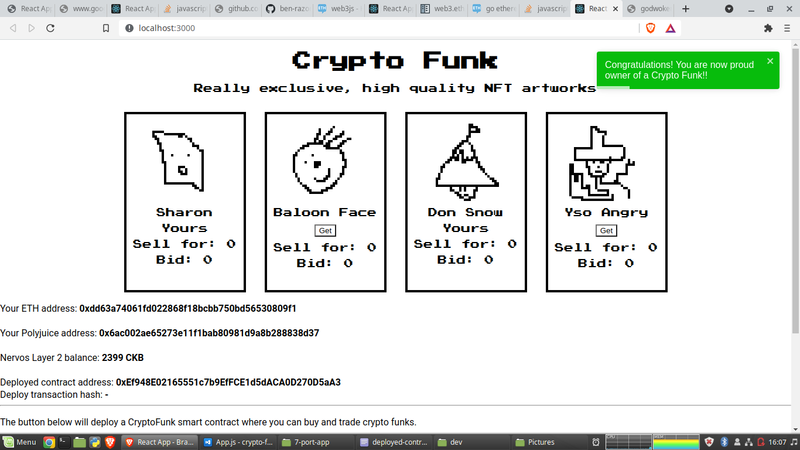 React App
www.goo
React Ap
javascrip
github.co
ben-razo
web3js -
React Ap
web3.eth
go ethere
javascrip
React
godwoke
localhost:3000
Crypto Funk
Really exclusive, high quality NFT artworks
Congratulations! You are now proud
owner of a Crypto Funk!!
Sharon
Yours
Sell for: 0
Bid: 0
Baloon Face
Get
Sell for: 0
Bid: 0
Don Snow
Yours
Sell for: 0
Bid: 0
Yso Angry
Get
Sell for: 0
Bid: 0
Your ETH address: 0xdd63a74061fd022868f18bcbb750bd56530809f1
Your Polyjuice address: 0x6ac002ae65273e11f1bab80981d9a8b288838d37
Nervos Layer 2 balance: 2399 CKB
Deployed contract address: 0xEf948E02165551c7b9EfFCE1d5dACA0D270D5aA3
Deploy transaction hash: -
The button below will deploy a CryptoFunk smart contract where you can buy and trade crypto funks.
Menu
React App - Bra...
App.js - crypto-f...
7-port-app
deployed-contr...
dev
Pictures
16:07